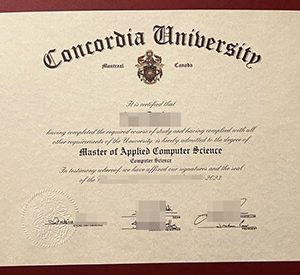 Concordia University
Montreal Canada
It is certified that
having completed the required course of study and having complied with all
other requirements of the University, is hereby admitted to the degree of
Master of Applied Computer Science
Computer Science
In testimony whereof, we have affixed our signatures and the seal
of the 2023.